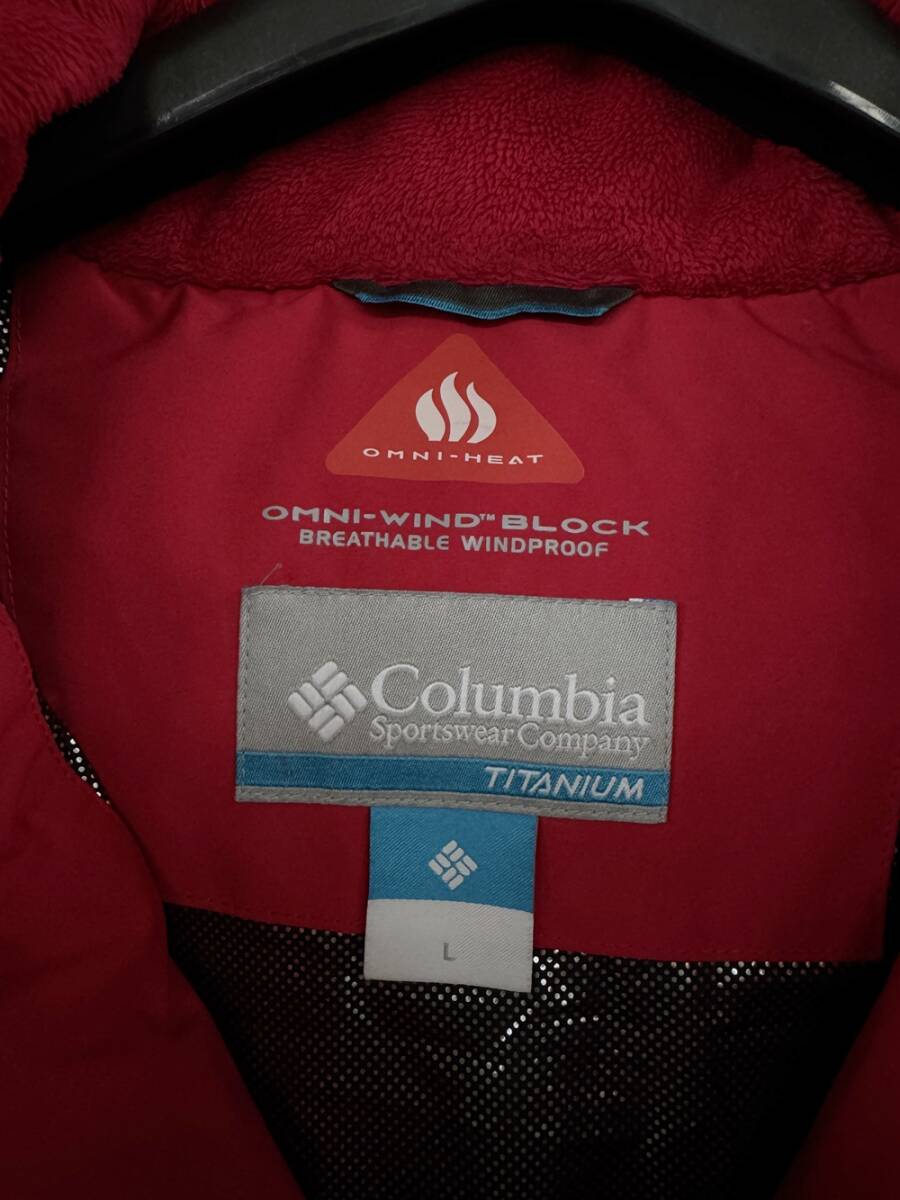 OMNI-HEAT
OMNI-WIND™ BLOCK
BREATHABLE WINDPROOF
Columbia
Sportswear Company
TITANIUM
L